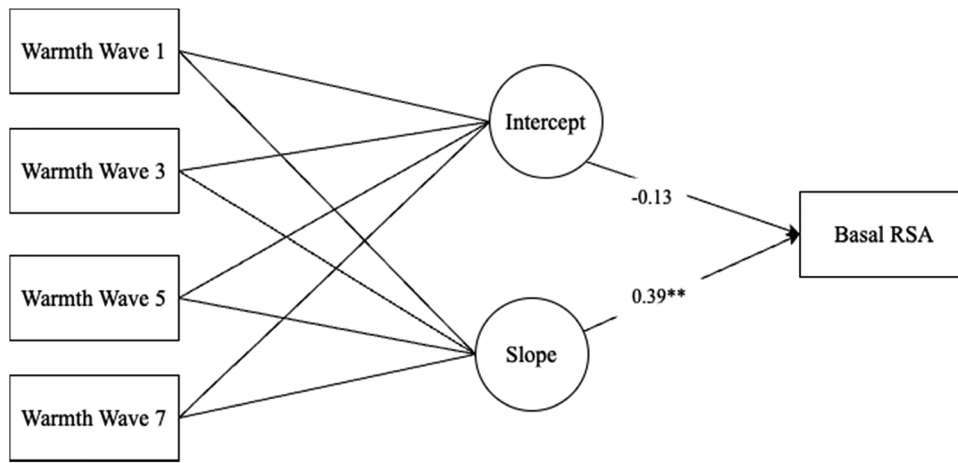 Warmth Wave 1
Warmth Wave 3
Warmth Wave 5
Warmth Wave 7
Intercept
Slope
-0.13
0.39**
Basal RSA